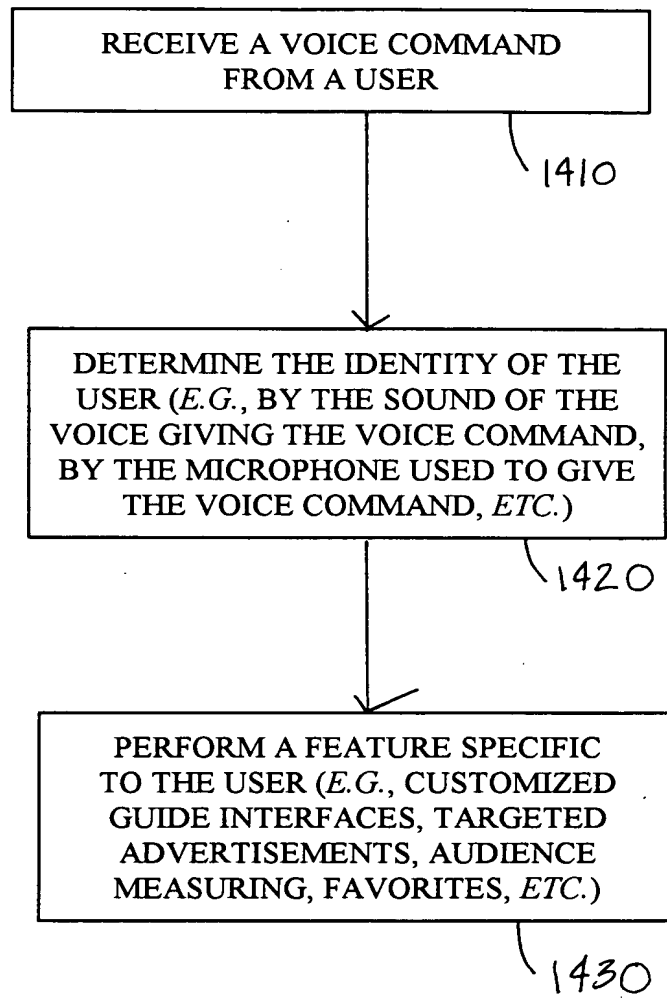 RECEIVE A VOICE COMMAND
FROM A USER
1410
DETERMINE THE IDENTITY OF THE
USER (E.G., BY THE SOUND OF THE
VOICE GIVING THE VOICE COMMAND,
BY THE MICROPHONE USED TO GIVE
THE VOICE COMMAND, ETC.)
1420
PERFORM A FEATURE SPECIFIC
TO THE USER (E.G., CUSTOMIZED
GUIDE INTERFACES, TARGETED
ADVERTISEMENTS, AUDIENCE
MEASURING, FAVORITES, ETC.)
1430